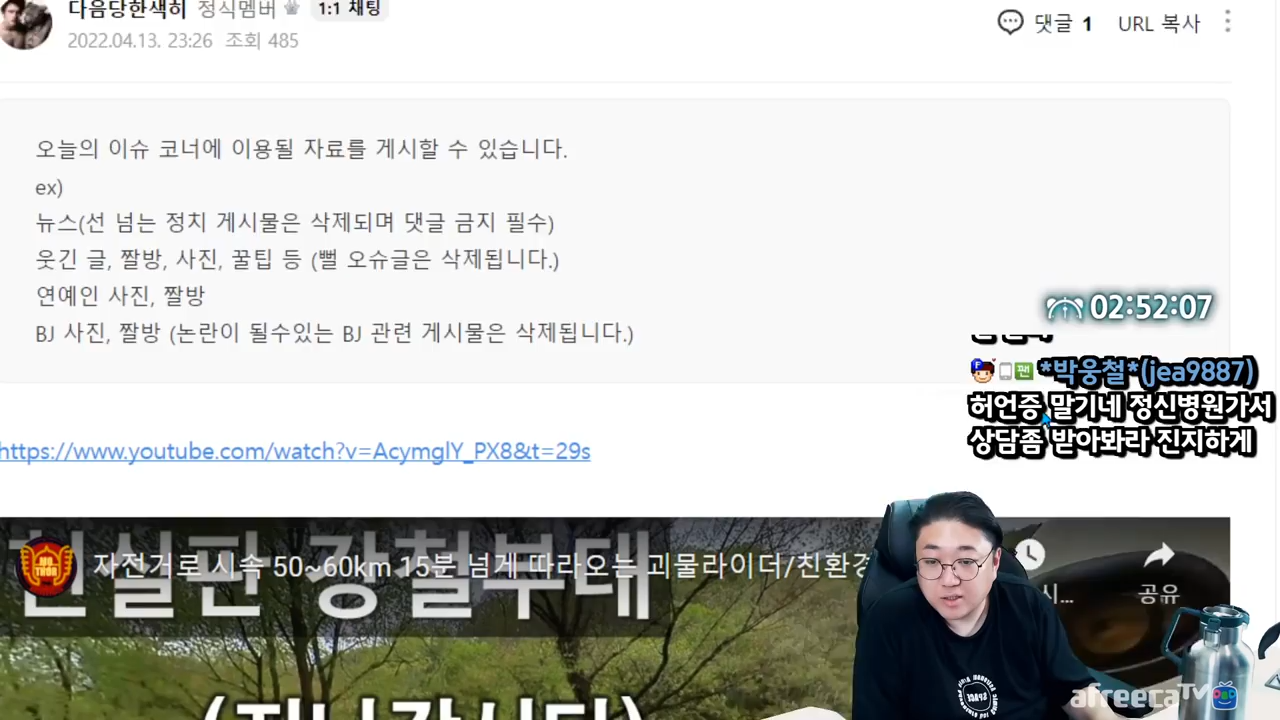 다음당한색히 정식멤버 1:1 채팅
2022.04.13. 23:26 조회 485
댓글 1 URL 복사
오늘의 이슈 코너에 이용될 자료를 게시할 수 있습니다.
ex)
뉴스(선 넘는 정치 게시물은 삭제되며 댓글 금지 필수)
웃긴 글, 짤방, 사진, 꿀팁 등 (뻘 오슈글은 삭제됩니다.)
연예인 사진, 짤방
BJ 사진, 짤방 (논란이 될수있는 BJ 관련 게시물은 삭제됩니다.)
02:52:07
*박웅철*(jea9887)
허언증 말기네 정신병원가서
상담좀 받아봐라 진지하게
https://www.youtube.com/watch?v=AcymglY_PX8&t=29s
현실판 강철부대
자전거로 시속 50~60km 15분 넘게 따라오는 괴물라이더/친환경
시...
공유
SPACE
afreecaTV